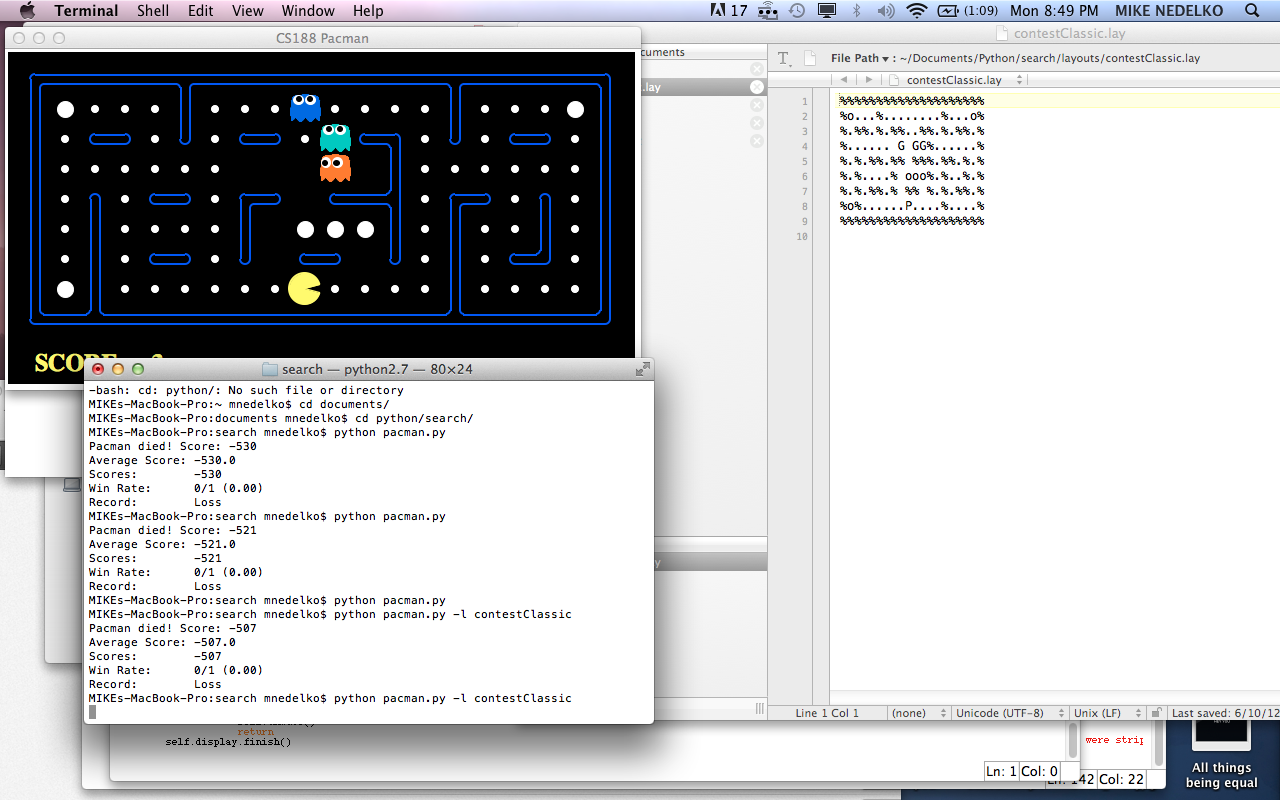 Terminal Shell Edit View Window Help
17 (1:09) Mon 8:49 PM MIKE NEDELKO
CS188 Pacman
contestClassic.lay
cuments
.lay
File Path ▾ : ~/Documents/Python/search/layouts/contestClassic.lay
contestClassic.lay
1 %%%%%%%%%%%%%%%%%%%%
2 %o...%........%...o%
3 %.%%.%.%%..%%.%.%%.%
4 %...... G GG%......%
5 %.%.%%.%% %%%.%%.%.%
6 %.%....% ooo%.%..%.%
7 %.%.%%.% %% %.%.%%.%
8 %o%......P....%....%
9 %%%%%%%%%%%%%%%%%%%%
10
search — python2.7 — 80×24
-bash: cd: python/: No such file or directory
MIKEs-MacBook-Pro:~ mnedelko$ cd documents/
MIKEs-MacBook-Pro:documents mnedelko$ cd python/search/
MIKEs-MacBook-Pro:search mnedelko$ python pacman.py
Pacman died! Score: -530
Average Score: -530.0
Scores: -530
Win Rate: 0/1 (0.00)
Record: Loss
MIKEs-MacBook-Pro:search mnedelko$ python pacman.py
Pacman died! Score: -521
Average Score: -521.0
Scores: -521
Win Rate: 0/1 (0.00)
Record: Loss
MIKEs-MacBook-Pro:search mnedelko$ python pacman.py
MIKEs-MacBook-Pro:search mnedelko$ python pacman.py -l contestClassic
Pacman died! Score: -507
Average Score: -507.0
Scores: -507
Win Rate: 0/1 (0.00)
Record: Loss
MIKEs-MacBook-Pro:search mnedelko$ python pacman.py -l contestClassic
Line 1 Col 1 (none) Unicode (UTF-8) Unix (LF) Last saved: 6/10/12
return
self.display.finish()
were strip
Ln: 1 Col: 0
Ln: 142 Col: 22
All things
being equal